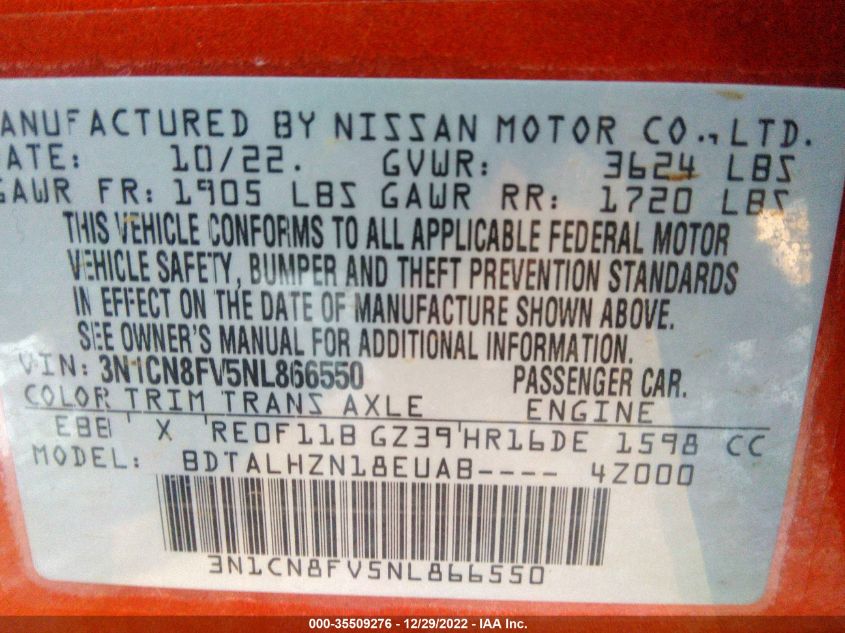 ANUFACTURED BY NISSAN MOTOR CO., LTD.
ATE: 10/22. GVWR: 3624 LBS
GAWR FR: 1905 LBS GAWR RR: 1720 LBS
THIS VEHICLE CONFORMS TO ALL APPLICABLE FEDERAL MOTOR
VEHICLE SAFETY, BUMPER AND THEFT PREVENTION STANDARDS
IN EFFECT ON THE DATE OF MANUFACTURE SHOWN ABOVE.
SEE OWNER'S MANUAL FOR ADDITIONAL INFORMATION.
VIN: 3N1CN8FV5NL866550 PASSENGER CAR.
COLOR TRIM TRANS AXLE ENGINE
EBB X RE0F11B GZ39 HR16DE 1598 CC
MODEL: BDTALHZN18EUAB---- 4Z000
3N1CN8FV5NL866550
000-35509276 - 12/29/2022 - IAA Inc.